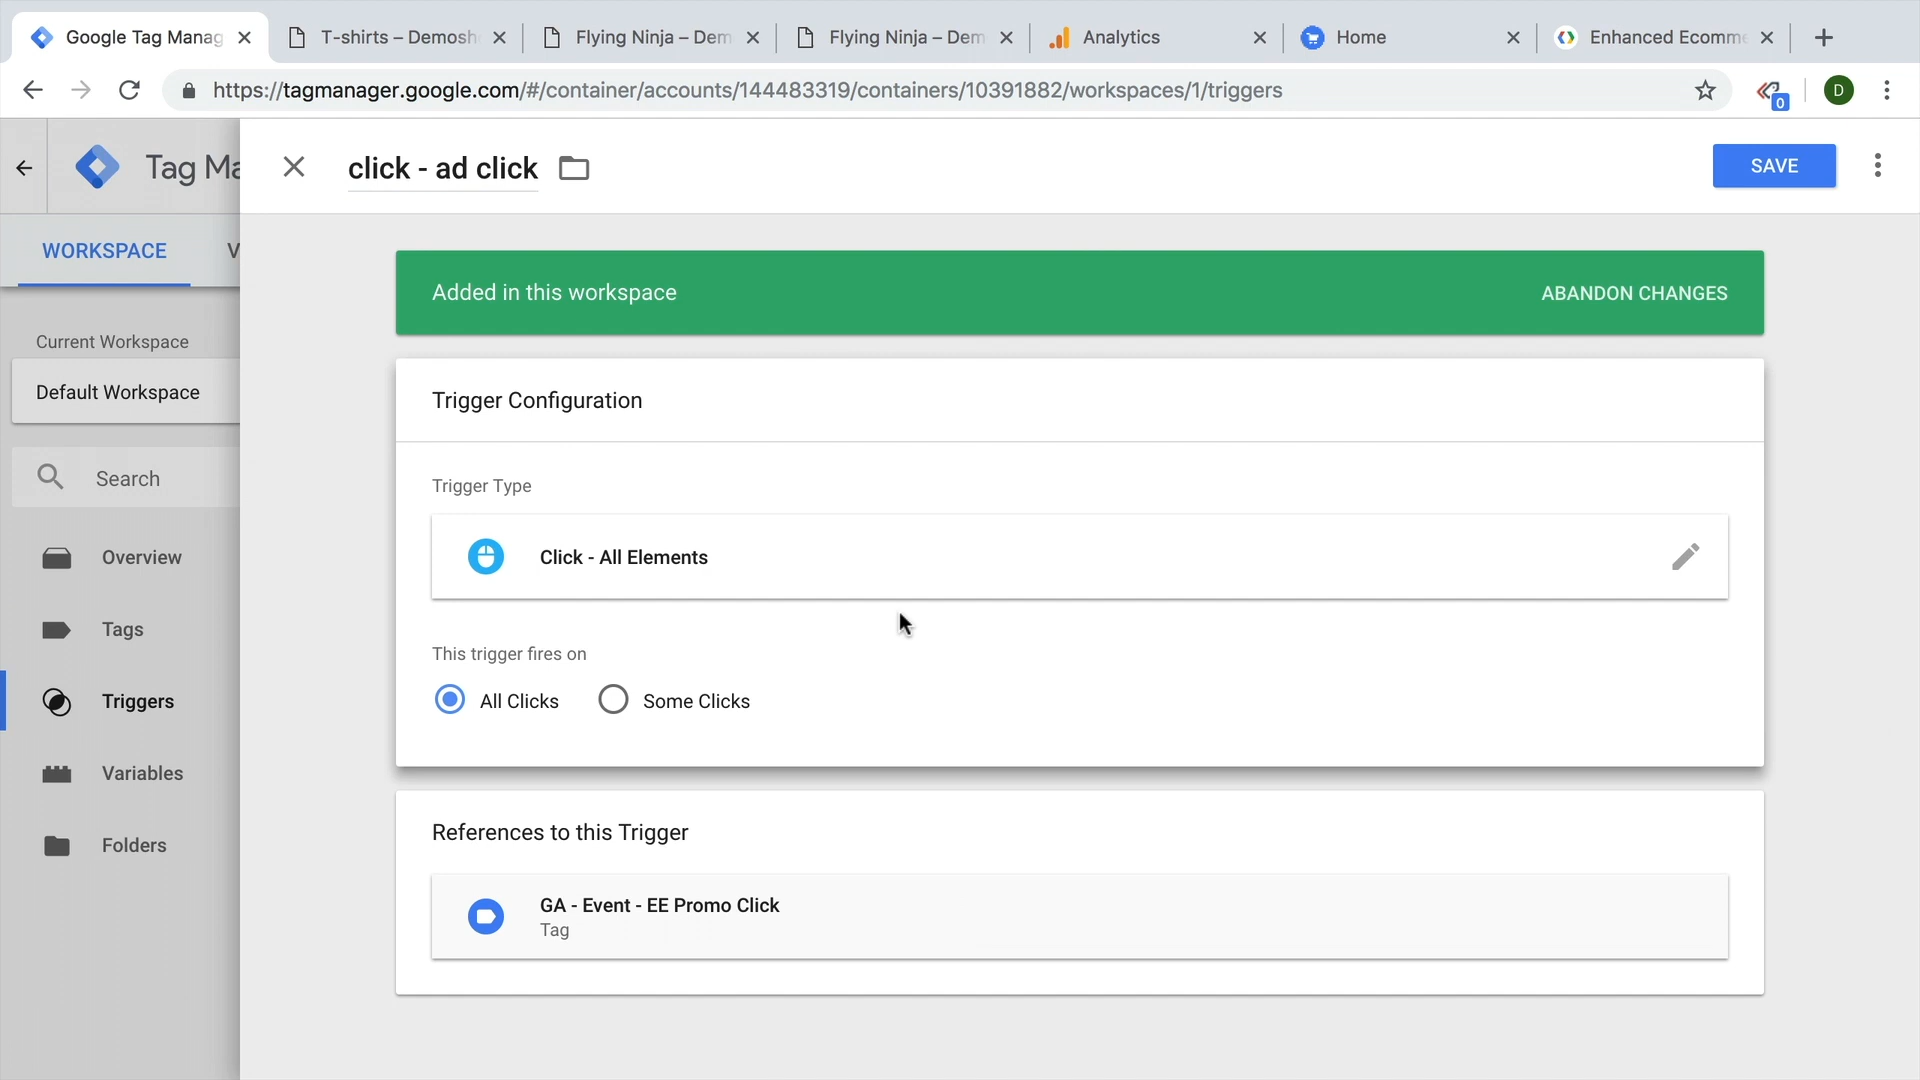 Google Tag Manag
T-shirts – Demosh
Flying Ninja – Dem
Flying Ninja – Dem
Analytics
Home
Enhanced Ecomme
https://tagmanager.google.com/#/container/accounts/144483319/containers/10391882/workspaces/1/triggers
0
D
Tag Ma
click - ad click
SAVE
WORKSPACE
V
Added in this workspace
ABANDON CHANGES
Current Workspace
Default Workspace
Trigger Configuration
Search
Trigger Type
Click - All Elements
Overview
Tags
This trigger fires on
Triggers
All Clicks
Some Clicks
Variables
References to this Trigger
Folders
GA - Event - EE Promo Click
Tag